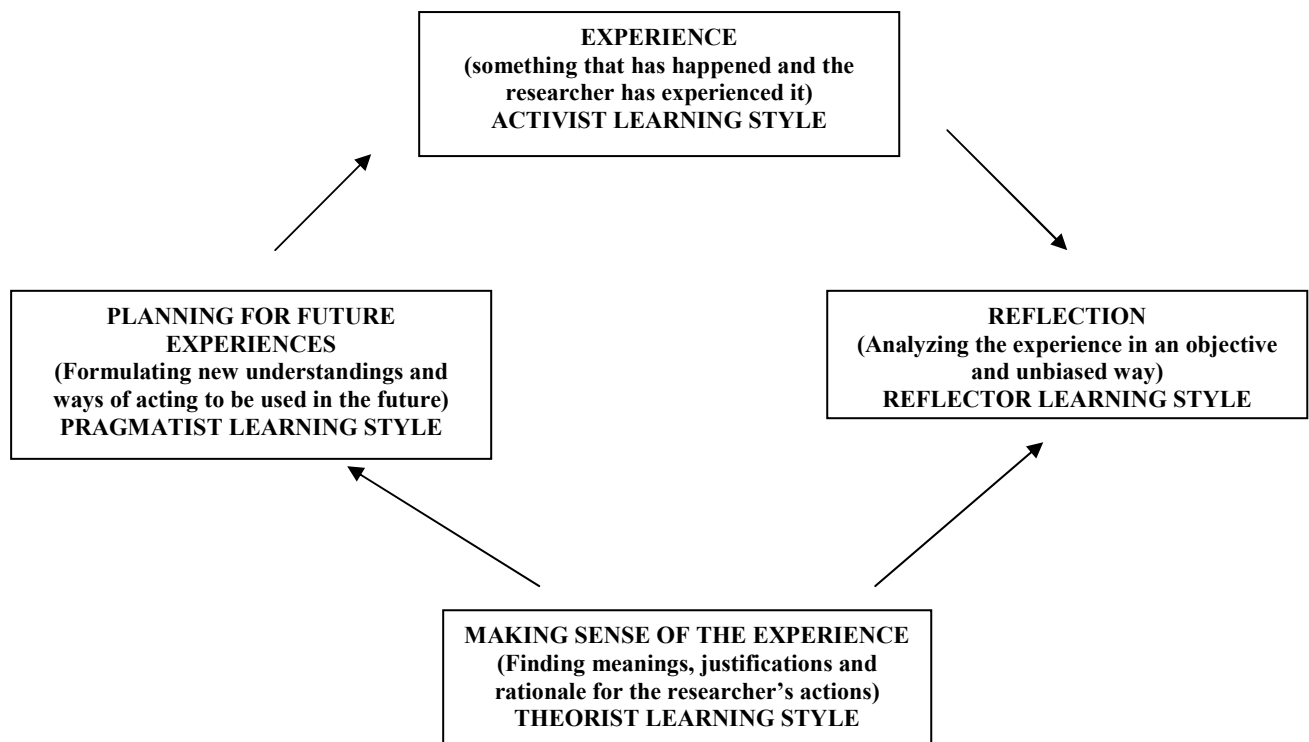 EXPERIENCE
(something that has happened and the
researcher has experienced it)
ACTIVIST LEARNING STYLE
PLANNING FOR FUTURE
EXPERIENCES
(Formulating new understandings and
ways of acting to be used in the future)
PRAGMATIST LEARNING STYLE
REFLECTION
(Analyzing the experience in an objective
and unbiased way)
REFLECTOR LEARNING STYLE
MAKING SENSE OF THE EXPERIENCE
(Finding meanings, justifications and
rationale for the researcher’s actions)
THEORIST LEARNING STYLE